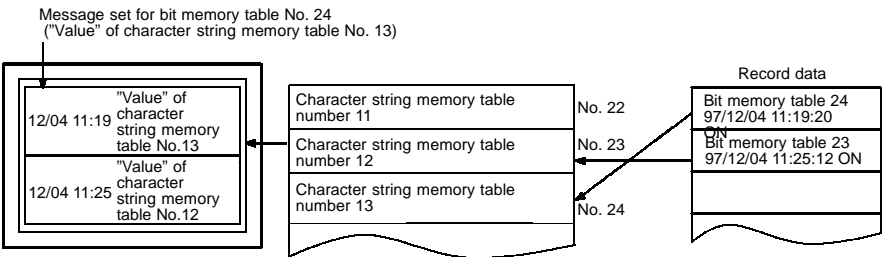 Message set for bit memory table No. 24
("Value" of character string memory table No. 13)
12/04 11:19
"Value" of
character
string memory
table No.13
12/04 11:25
"Value" of
character
string memory
table No.12
Character string memory table
number 11
Character string memory table
number 12
Character string memory table
number 13
No. 22
No. 23
No. 24
Record data
Bit memory table 24
97/12/04 11:19:20
ON
Bit memory table 23
97/12/04 11:25:12 ON